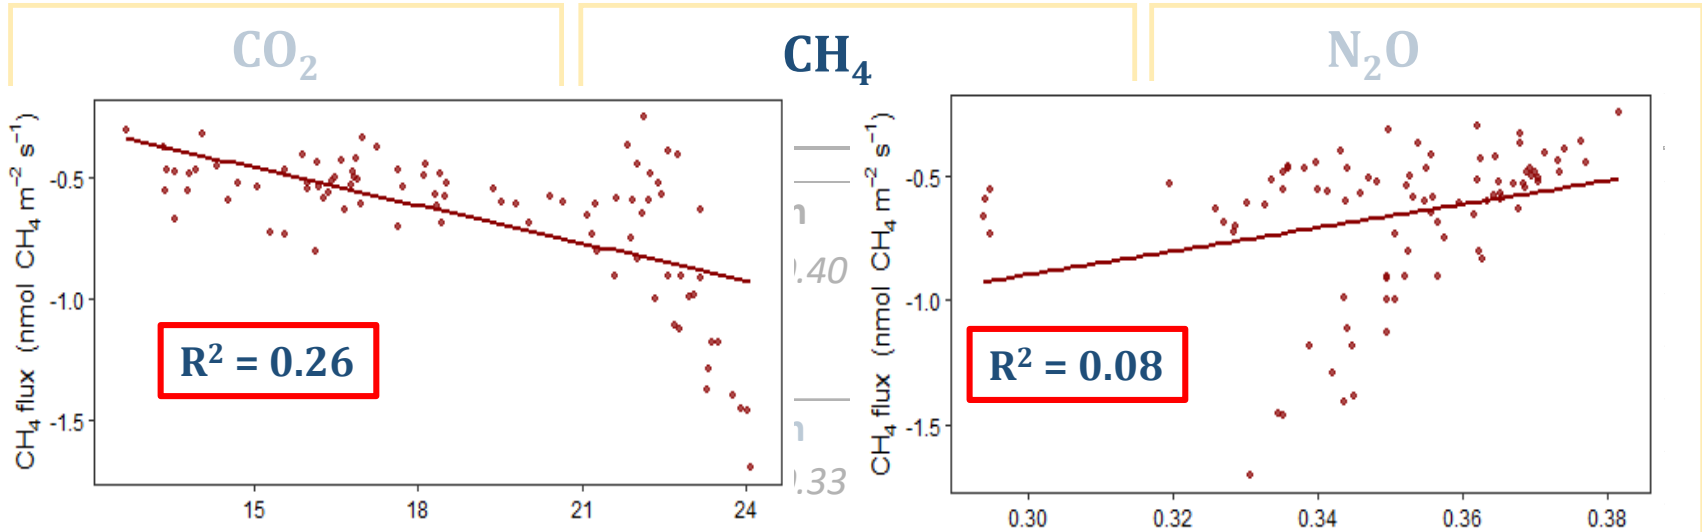 CO₂
CH₄
N₂O
CH₄ flux (nmol CH₄ m⁻² s⁻¹)
-0.5
-1.0
-1.5
R² = 0.26
15
18
21
24
.40
.33
CH₄ flux (nmol CH₄ m⁻² s⁻¹)
-0.5
-1.0
-1.5
R² = 0.08
0.30
0.32
0.34
0.36
0.38